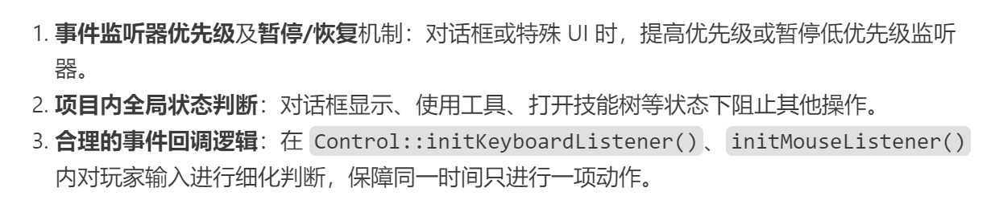 1. 事件监听器优先级及暂停/恢复机制：对话框或特殊 UI 时，提高优先级或暂停低优先级监听
器。
2. 项目内全局状态判断：对话框显示、使用工具、打开技能树等状态下阻止其他操作。
3. 合理的事件回调逻辑：在 Control::initKeyboardListener()、initMouseListener()
内对玩家输入进行细化判断，保障同一时间只进行一项动作。